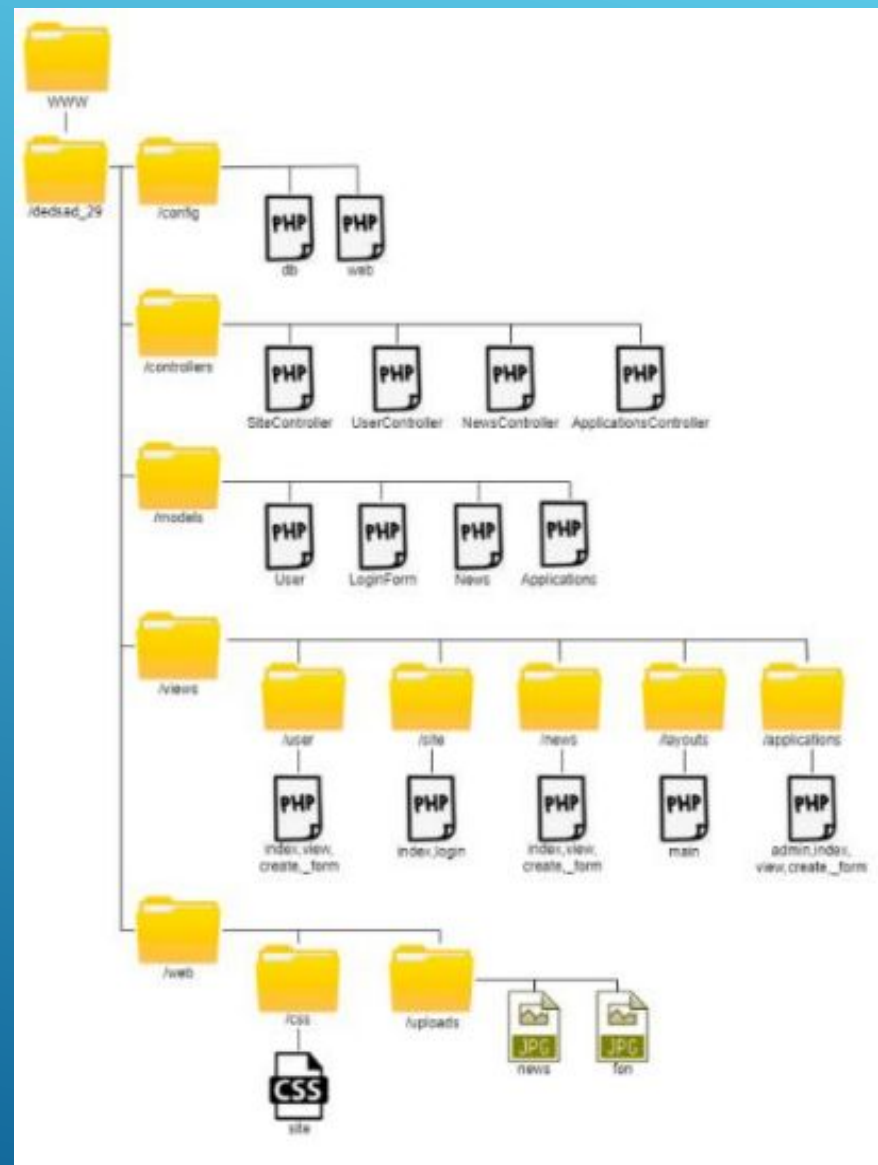 WWW
/dedsad_29
/config
PHP
PHP
db
web
/controllers
PHP
PHP
PHP
PHP
SiteController
UserController
NewsController
ApplicationsController
/models
PHP
PHP
PHP
PHP
User
LoginForm
News
Applications
/views
/user
/site
/news
/layouts
/applications
PHP
PHP
PHP
PHP
PHP
index,view,
create,_form
index,login
index,view,
create,_form
main
admin,index,
view,create,_form
/web
/css
/uploads
JPG
JPG
news
fon
CSS
site